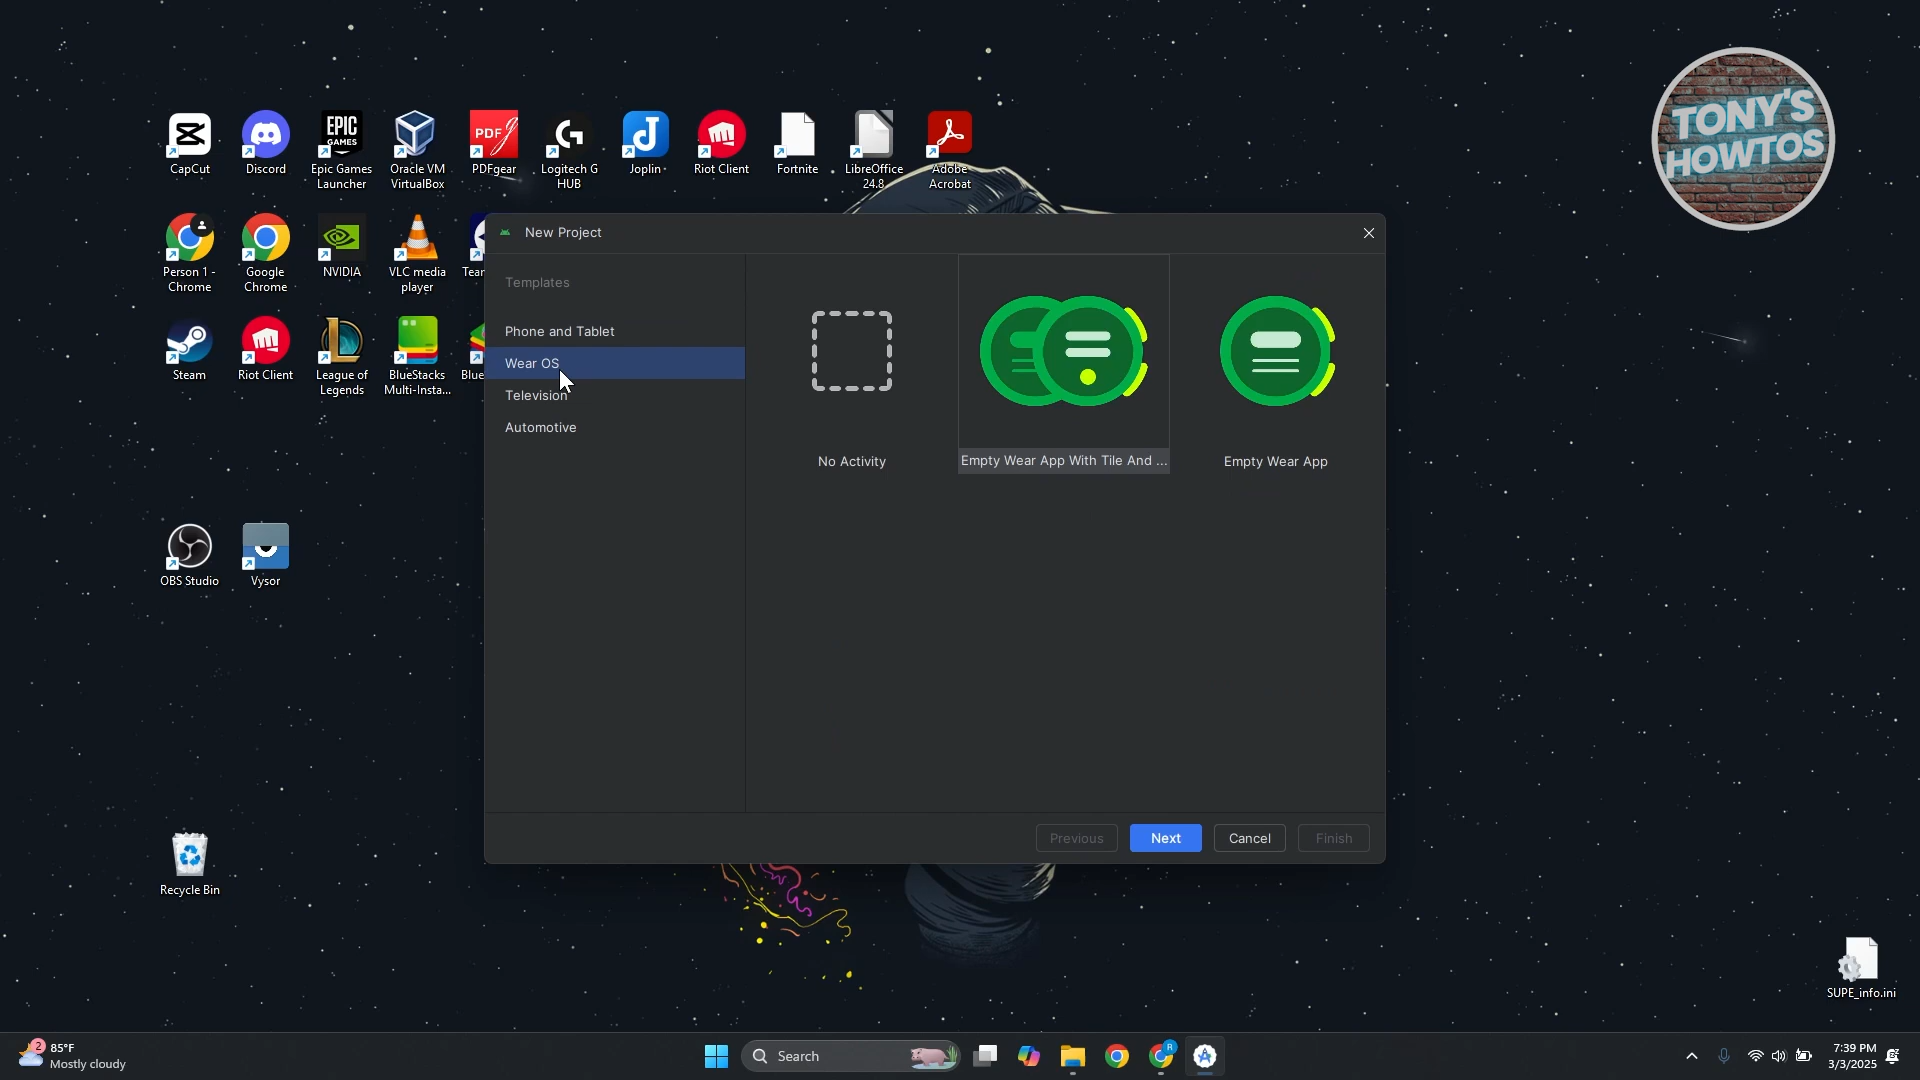 TONY'S
HOWTOS
EPIC
GAMES
PDF
CapCut
Discord
Epic Games
Launcher
Oracle VM
VirtualBox
PDFgear
Logitech G
HUB
Joplin
Riot Client
Fortnite
LibreOffice
24.8
Adobe
Acrobat
Person 1 -
Chrome
Google
Chrome
NVIDIA
VLC media
player
Steam
Riot Client
League of
Legends
BlueStacks
Multi-Insta...
OBS Studio
Vysor
Recycle Bin
SUPE_info.ini
New Project
Templates
Phone and Tablet
Wear OS
Television
Automotive
No Activity
Empty Wear App With Tile And ...
Empty Wear App
Previous
Next
Cancel
Finish
2
85°F
Mostly cloudy
Search
R
7:39 PM
3/3/2025